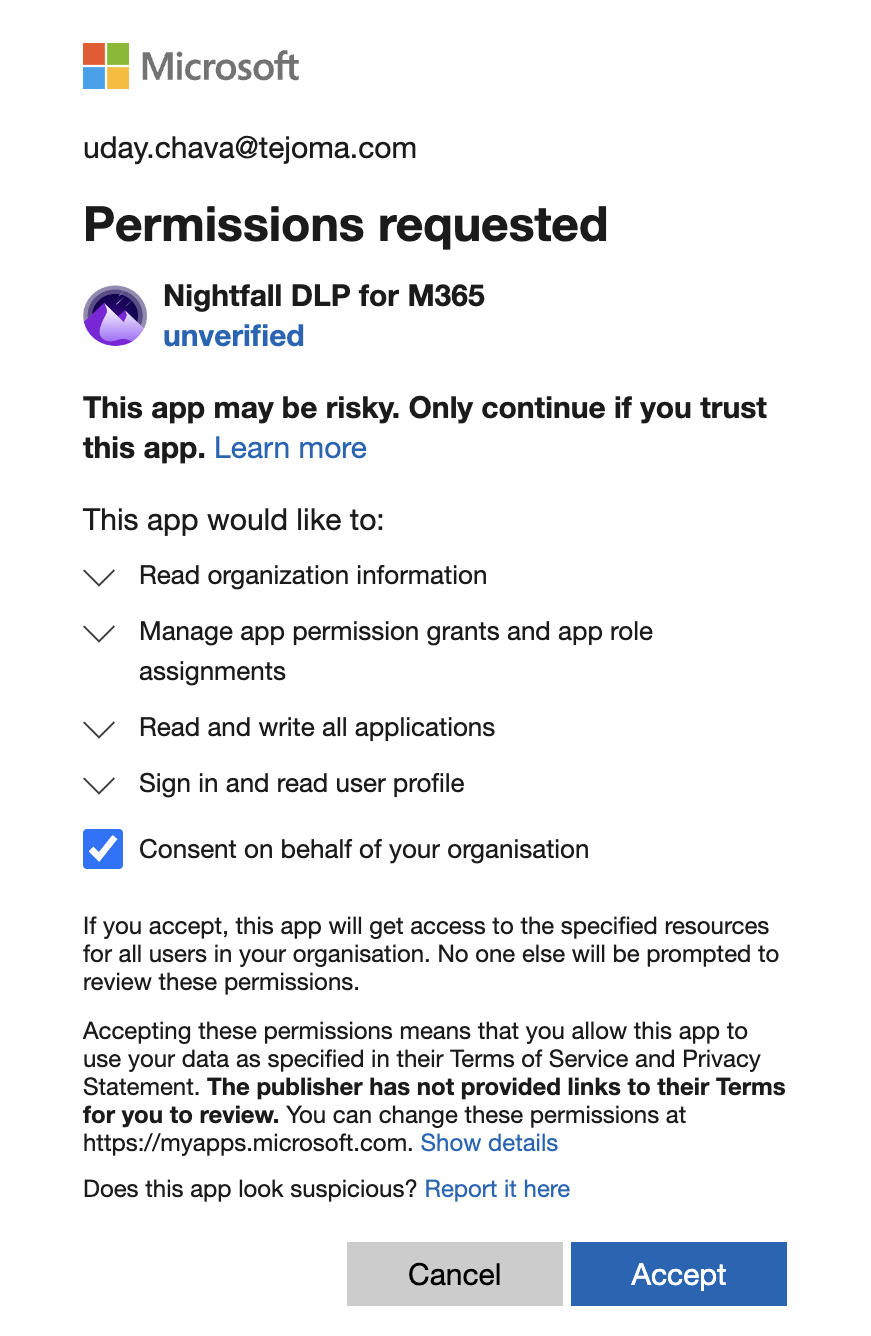 Microsoft
uday.chava@tejoma.com
Permissions requested
Nightfall DLP for M365
unverified
This app may be risky. Only continue if you trust
this app. Learn more
This app would like to:
Read organization information
Manage app permission grants and app role
assignments
Read and write all applications
Sign in and read user profile
Consent on behalf of your organisation
If you accept, this app will get access to the specified resources
for all users in your organisation. No one else will be prompted to
review these permissions.
Accepting these permissions means that you allow this app to
use your data as specified in their Terms of Service and Privacy
Statement. The publisher has not provided links to their Terms
for you to review. You can change these permissions at
https://myapps.microsoft.com. Show details
Does this app look suspicious? Report it here
Cancel Accept